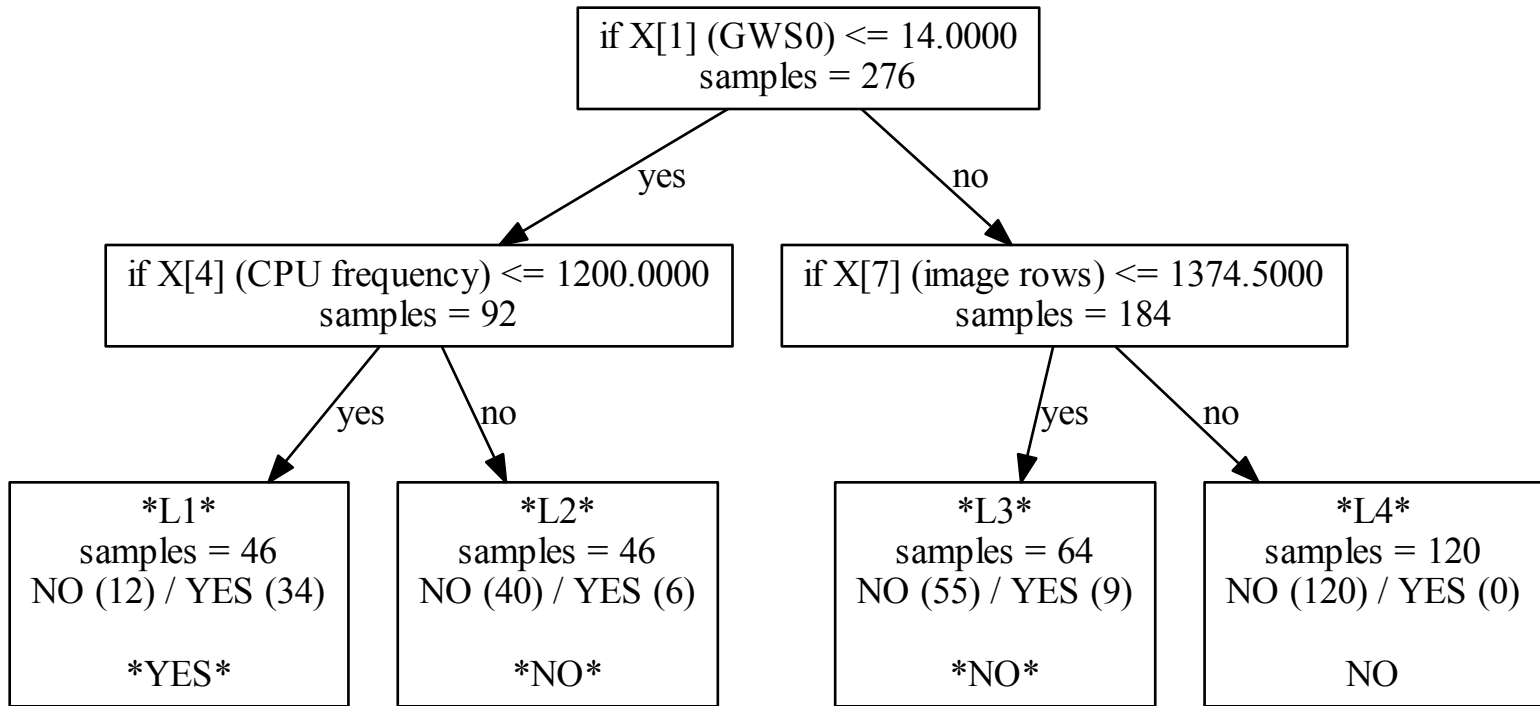 if X[1] (GWS0) <= 14.0000
samples = 276
yes
no
if X[4] (CPU frequency) <= 1200.0000
samples = 92
if X[7] (image rows) <= 1374.5000
samples = 184
yes
no
yes
no
*L1*
samples = 46
NO (12) / YES (34)
*YES*
*L2*
samples = 46
NO (40) / YES (6)
*NO*
*L3*
samples = 64
NO (55) / YES (9)
*NO*
*L4*
samples = 120
NO (120) / YES (0)
NO